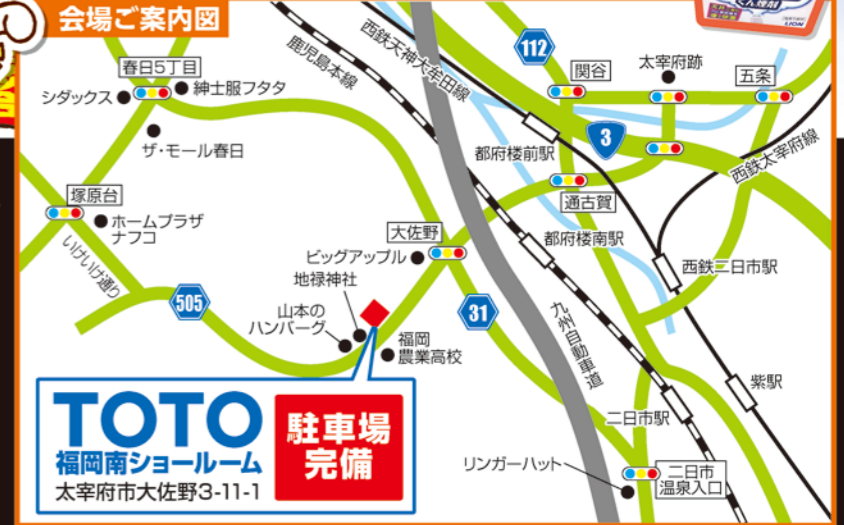 会場ご案内図
LION
春日5丁目
シダックス
紳士服フタタ
ザ・モール春日
鹿児島本線
西鉄天神大牟田線
112
関谷
太宰府跡
五条
都府楼前駅
3
西鉄太宰府線
通古賀
塚原台
ホームプラザ
ナフコ
いけいけ通り
大佐野
ビッグアップル
都府楼南駅
西鉄二日市駅
地禄神社
505
山本の
ハンバーグ
31
福岡
農業高校
九州自動車道
紫駅
二日市駅
リンガーハット
二日市
温泉入口
TOTO
福岡南ショールーム
太宰府市大佐野3-11-1
駐車場
完備